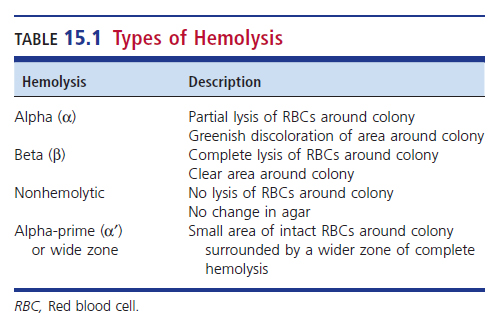 TABLE 15.1 Types of Hemolysis
Hemolysis Description
Alpha (α) Partial lysis of RBCs around colony
Greenish discoloration of area around colony
Beta (β) Complete lysis of RBCs around colony
Clear area around colony
Nonhemolytic No lysis of RBCs around colony
No change in agar
Alpha-prime (α′) Small area of intact RBCs around colony
or wide zone surrounded by a wider zone of complete
hemolysis
RBC, Red blood cell.